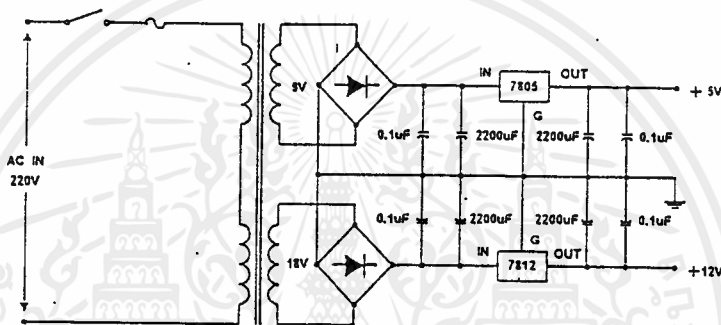 I
9V
IN
7805
OUT
+ 5V
G
0.1uF
2200uF
2200uF
0.1uF
AC IN
220V
0.1uF
2200uF
2200uF
0.1uF
G
IN
OUT
18V
7812
+12V